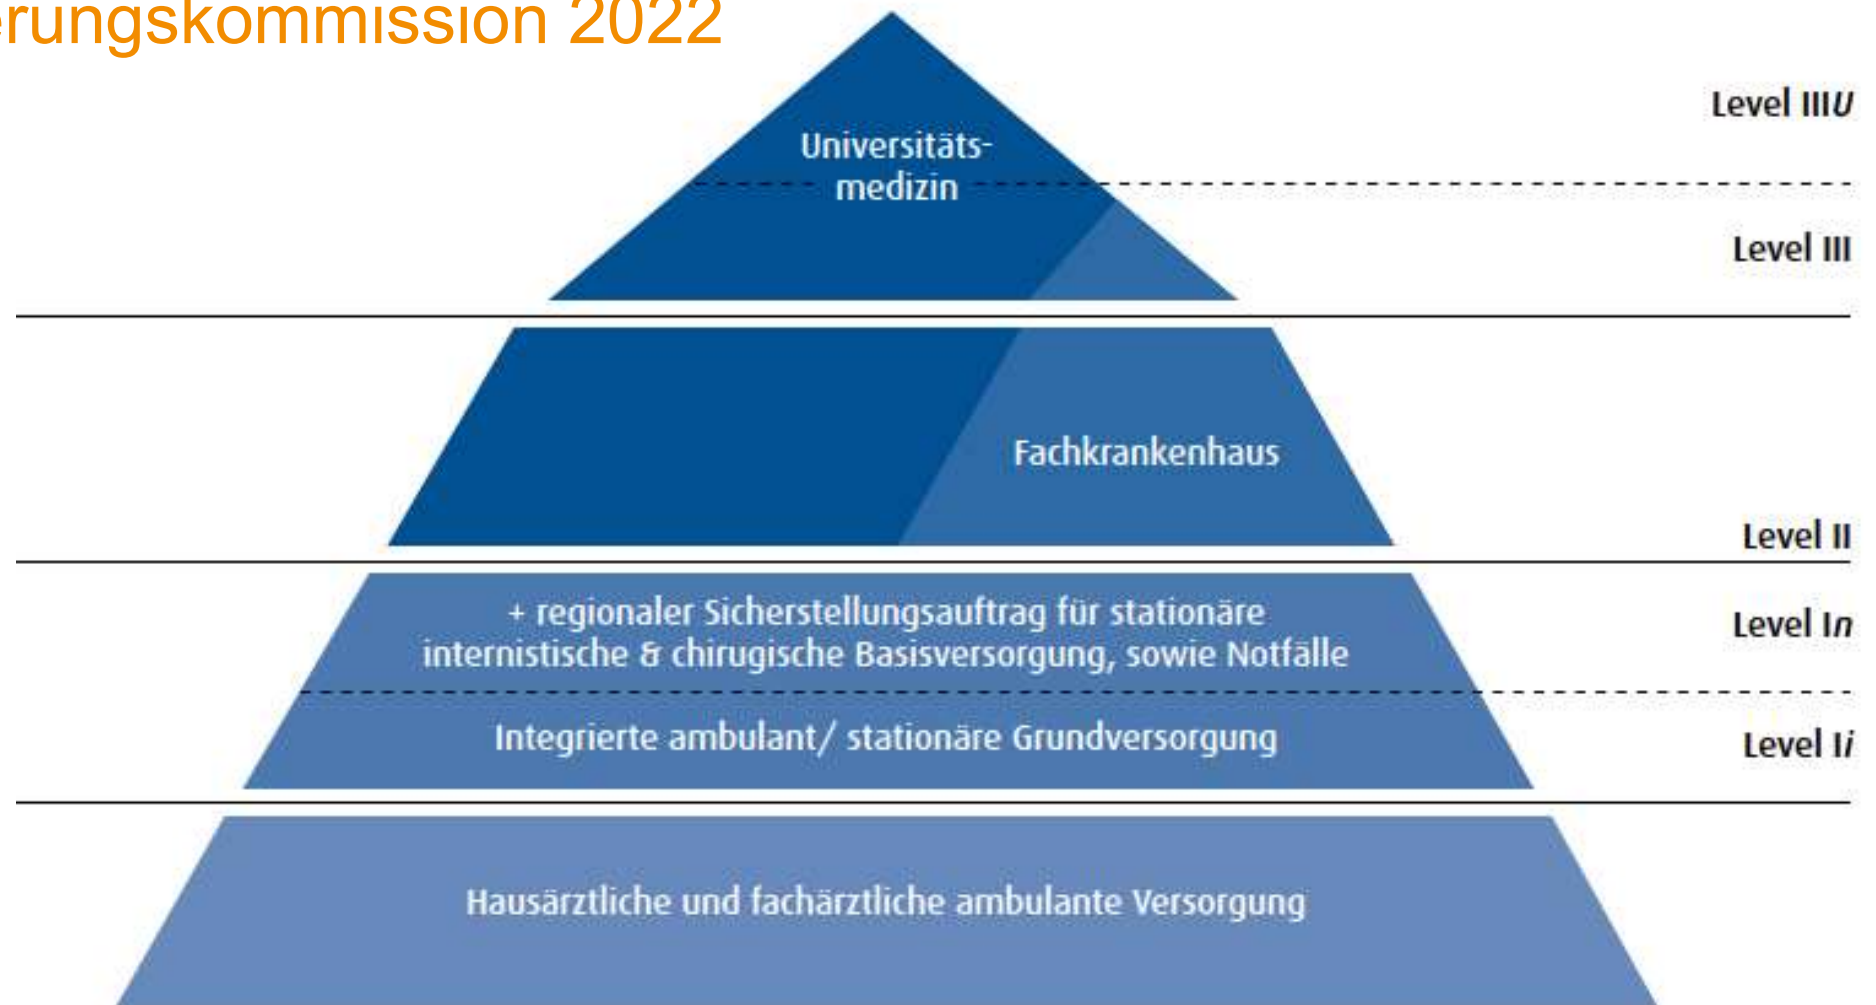 erungskommission 2022
Level IIIU
Universitäts-
medizin
Level III
Fachkrankenhaus
Level II
+ regionaler Sicherstellungsauftrag für stationäre
internistische & chirugische Basisversorgung, sowie Notfälle
Level In
Integrierte ambulant/ stationäre Grundversorgung
Level Ii
Hausärztliche und fachärztliche ambulante Versorgung